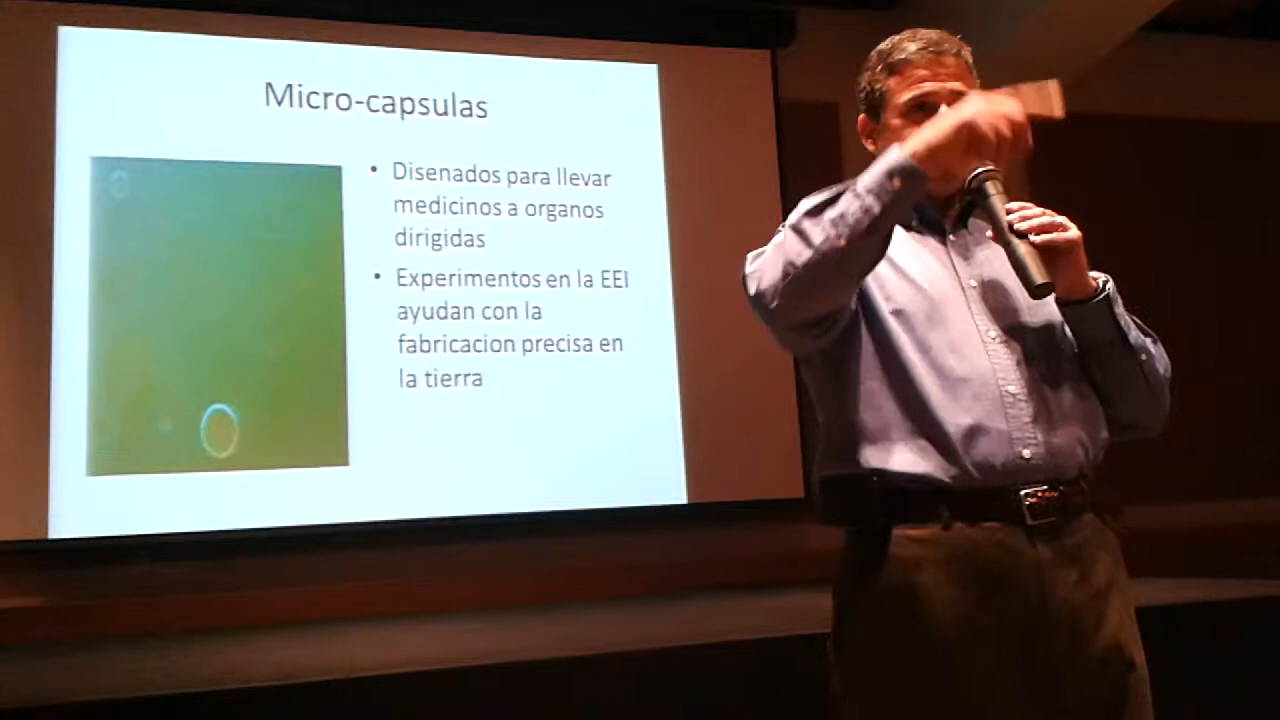 Micro-capsulas
• Disenados para llevar
medicinos a organos
dirigidas
• Experimentos en la EEI
ayudan con la
fabricacion precisa en
la tierra